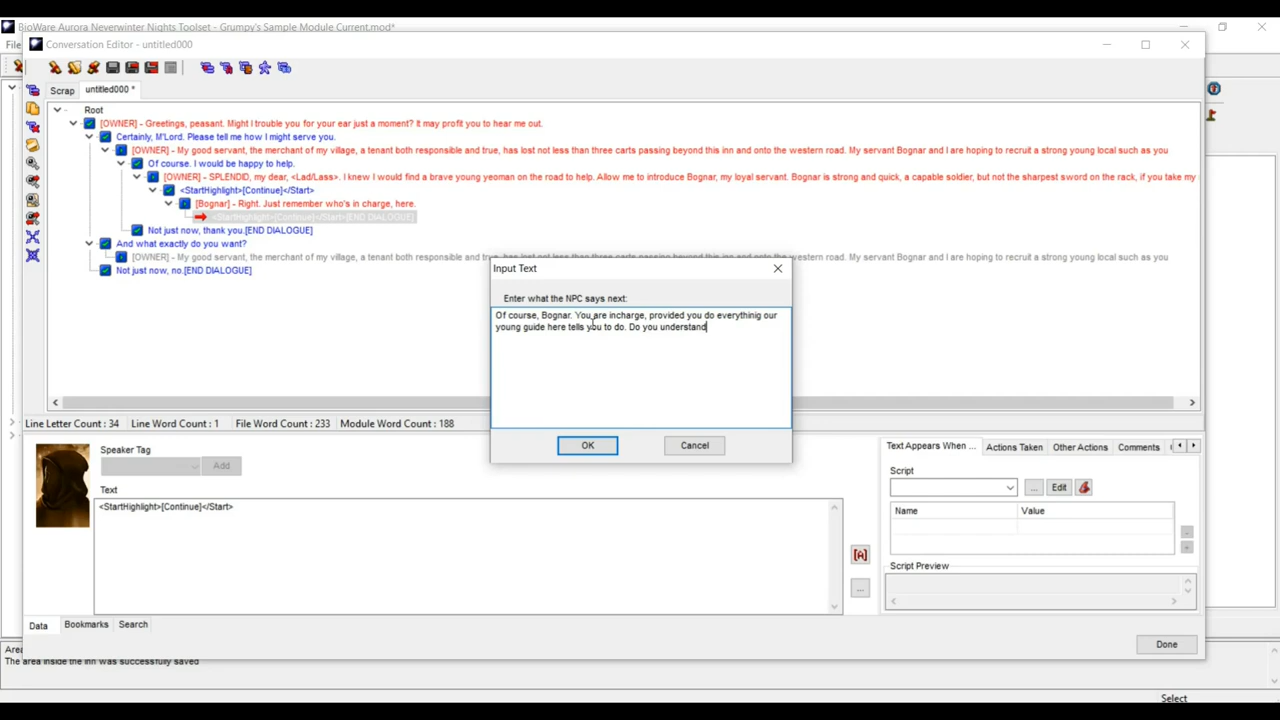 BioWare Aurora Neverwinter Nights Toolset - Grumpy's Sample Module Current.mod*
File
Conversation Editor - untitled000
Scrap
untitled000 *
Root
[OWNER] - Greetings, peasant. Might I trouble you for your ear just a moment? It may profit you to hear me out.
Certainly, M'Lord. Please tell me how I might serve you.
[OWNER] - My good servant, the merchant of my village, a tenant both responsible and true, has lost not less than three carts passing beyond this inn and onto the western road. My servant Bognar and I are hoping to recruit a strong young local such as you
Of course. I would be happy to help.
[OWNER] - SPLENDID, my dear, <Lad/Lass>. I knew I would find a brave young yeoman on the road to help. Allow me to introduce Bognar, my loyal servant. Bognar is strong and quick, a capable soldier, but not the sharpest sword on the rack, if you take my
<StartHighlight>[Continue]</Start>
[Bognar] - Right. Just remember who's in charge, here.
<StartHighlight>[Continue]</Start>[END DIALOGUE]
Not just now, thank you.[END DIALOGUE]
And what exactly do you want?
[OWNER] - My good servant, the merchant of my village, a tenant both responsible and true, has lost not less than three carts passing beyond this inn and onto the western road. My servant Bognar and I are hoping to recruit a strong young local such as you
Not just now, no.[END DIALOGUE]
Input Text
Enter what the NPC says next:
Of course, Bognar. You are incharge, provided you do everythinig our
young guide here tells you to do. Do you understand
OK
Cancel
Line Letter Count : 34 Line Word Count : 1 File Word Count : 233 Module Word Count : 188
Speaker Tag
Add
Text
<StartHighlight>[Continue]</Start>
[A]
...
Text Appears When ...
Actions Taken
Other Actions
Comments
Script
...
Edit
Name
Value
Script Preview
Data
Bookmarks
Search
Done
Area
The area inside the inn was successfully saved
Select